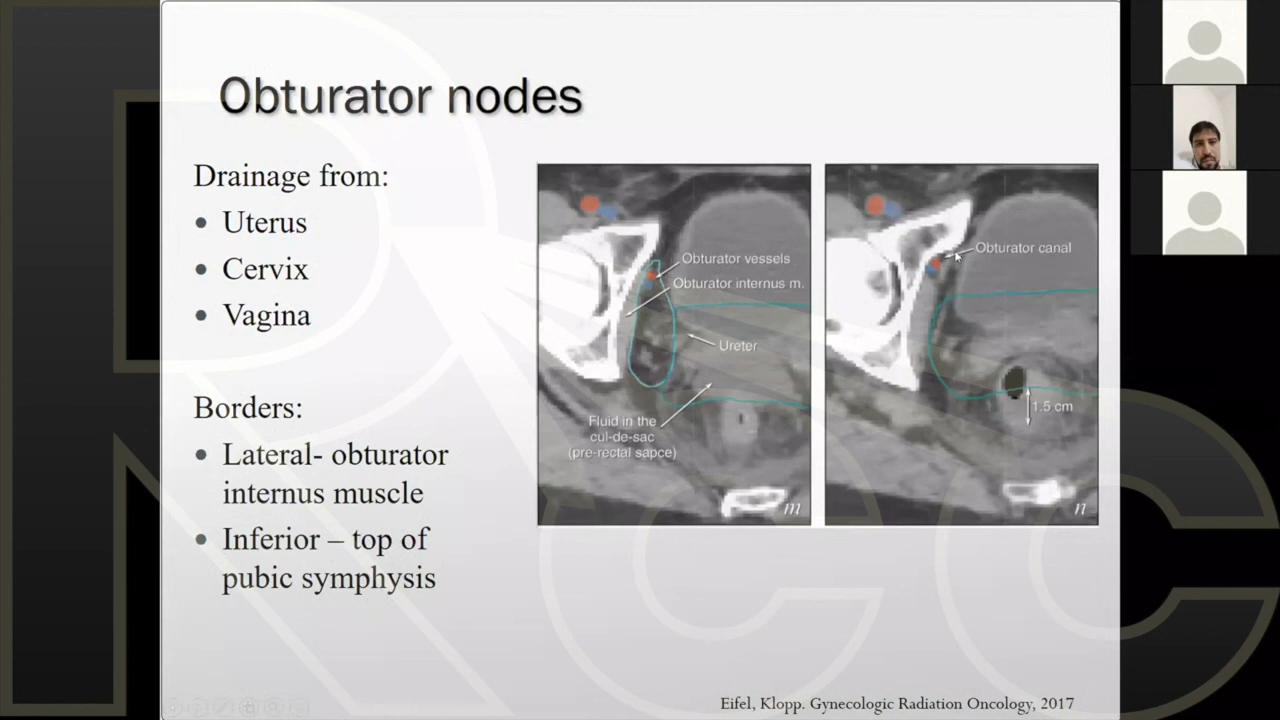 Obturator nodes
Drainage from:
• Uterus
• Cervix
• Vagina
Borders:
• Lateral- obturator
internus muscle
• Inferior – top of
pubic symphysis
Obturator vessels
Obturator internus m.
Ureter
Fluid in the
cul-de-sac
(pre-rectal sapce)
m
Obturator canal
1.5 cm
n
Eifel, Klopp. Gynecologic Radiation Oncology, 2017